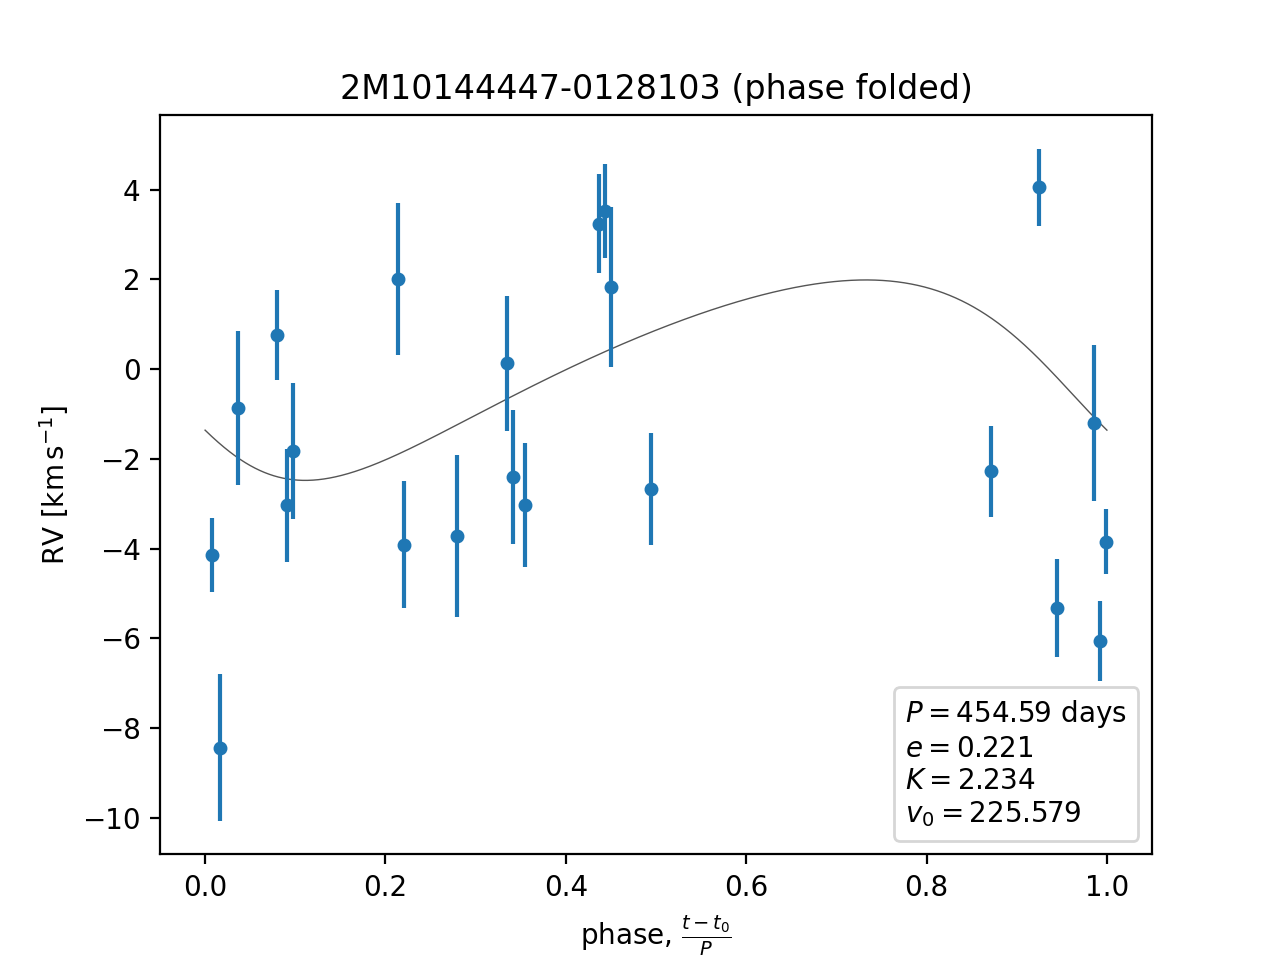 2M10144447-0128103 (phase folded)
RV [km s⁻¹]
4
2
0
−2
−4
−6
−8
−10
P = 454.59 days
e = 0.221
K = 2.234
v₀ = 225.579
0.0 0.2 0.4 0.6 0.8 1.0
phase, (t − t₀)/P